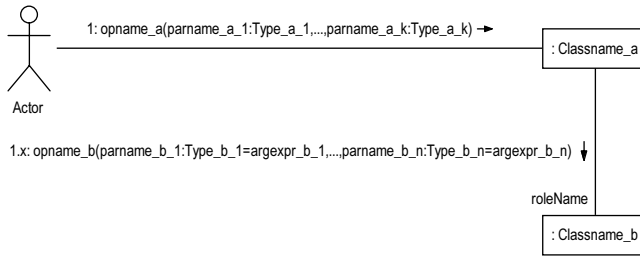 1: opname_a(parname_a_1:Type_a_1,...,parname_a_k:Type_a_k)
: Classname_a
Actor
1.x: opname_b(parname_b_1:Type_b_1=argexpr_b_1,...,parname_b_n:Type_b_n=argexpr_b_n)
roleName
: Classname_b